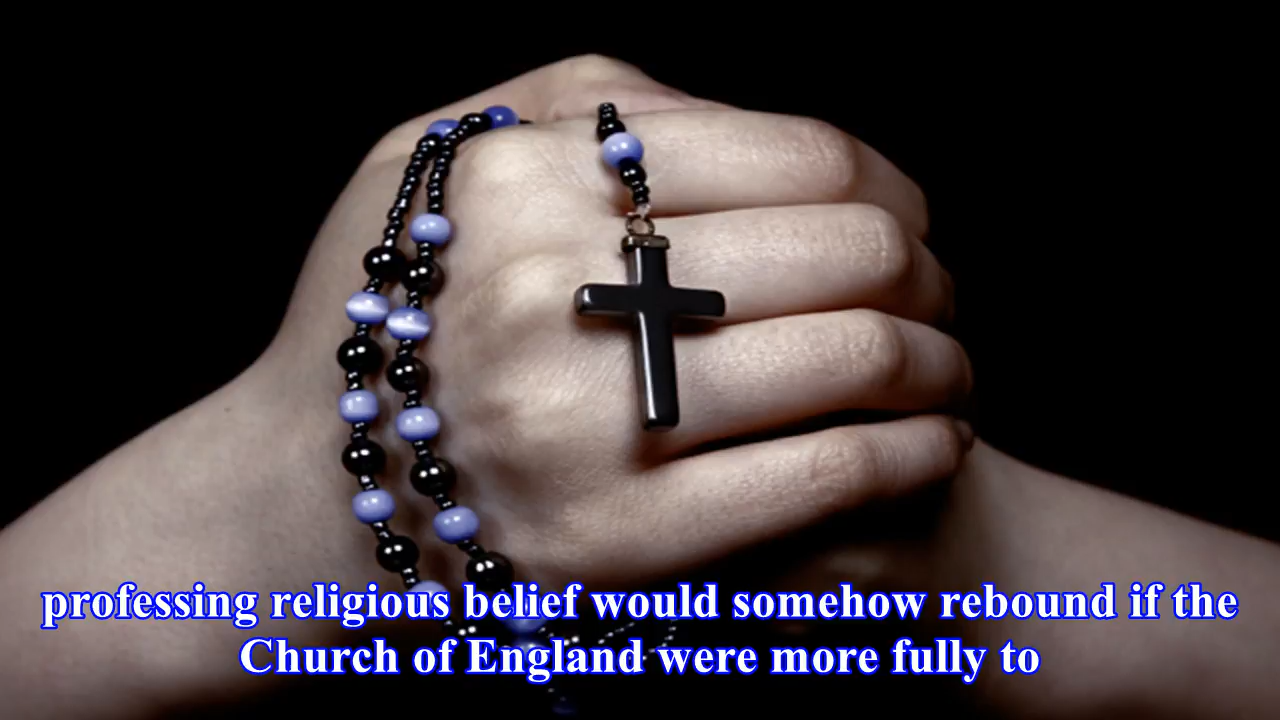 professing religious belief would somehow rebound if the
Church of England were more fully to